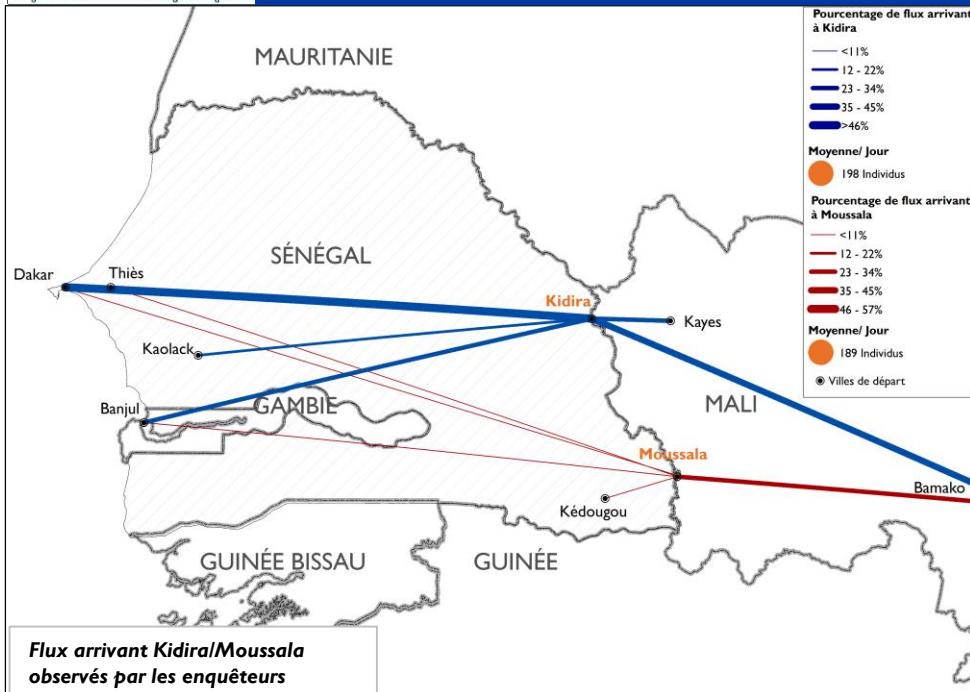 MAURITANIE
SÉNÉGAL
Dakar
Thiès
Kidira
Kayes
Kaolack
Banjul
GAMBIE
MALI
Moussala
Bamako
Kédougou
GUINÉE BISSAU
GUINÉE
Pourcentage de flux arrivant
à Kidira
<11%
12 - 22%
23 - 34%
35 - 45%
>46%
Moyenne/ Jour
198 Individus
Pourcentage de flux arrivant
à Moussala
<11%
12 - 22%
23 - 34%
35 - 45%
46 - 57%
Moyenne/ Jour
189 Individus
Villes de départ
Flux arrivant Kidira/Moussala
observés par les enquêteurs